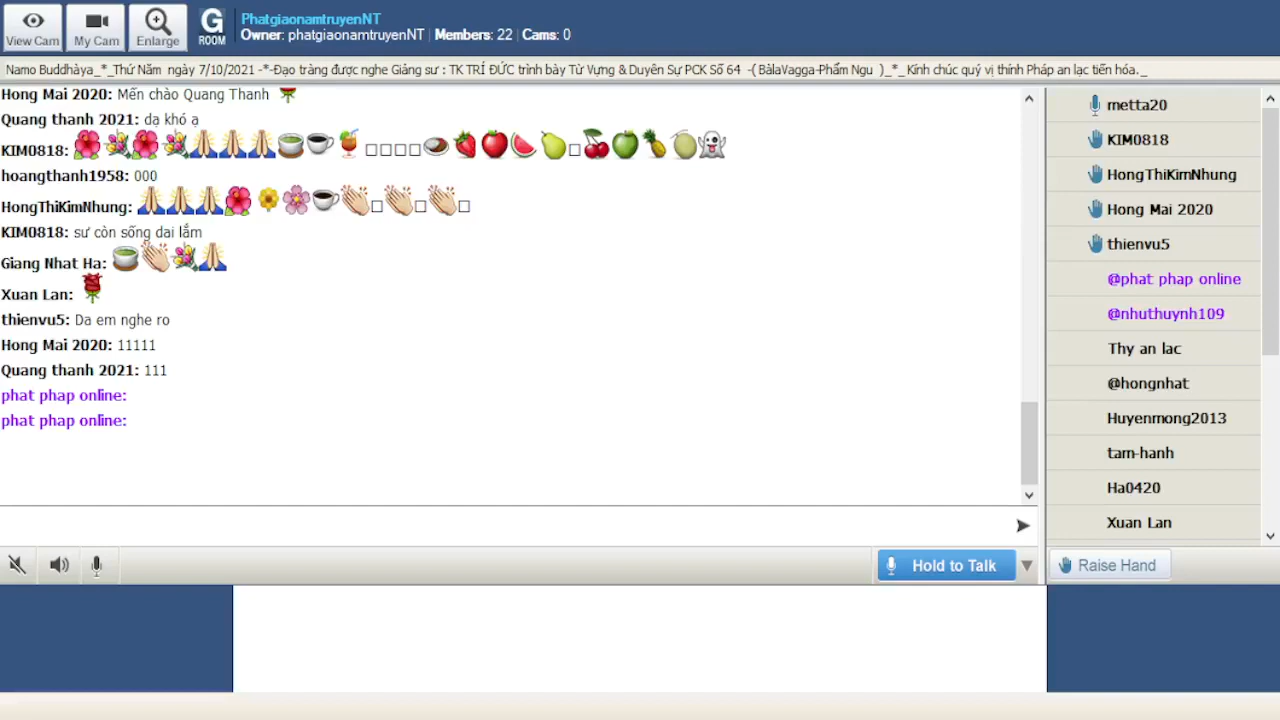 View Cam
My Cam
Enlarge
G
ROOM
PhatgiaonamtruyenNT
Owner: phatgiaonamtruyenNT | Members: 22 | Cams: 0
Namo Buddhàya_*_Thứ Năm ngày 7/10/2021 -*-Đạo tràng được nghe Giảng sư : TK TRÍ ĐỨC trình bày Từ Vựng & Duyên Sự PCK Số 64 -( BàlaVagga-Phẩm Ngu )_*_ Kính chúc quý vị thính Pháp an lạc tiến hóa._
Hong Mai 2020: Mến chào Quang Thanh
Quang thanh 2021: dạ khó ạ
KIM0818:
hoangthanh1958: 000
HongThiKimNhung:
KIM0818: sư còn sống dai lắm
Giang Nhat Ha:
Xuan Lan:
thienvu5: Da em nghe ro
Hong Mai 2020: 11111
Quang thanh 2021: 111
phat phap online:
phat phap online:
Hold to Talk
metta20
KIM0818
HongThiKimNhung
Hong Mai 2020
thienvu5
@phat phap online
@nhuthuynh109
Thy an lac
@hongnhat
Huyenmong2013
tam-hanh
Ha0420
Xuan Lan
Raise Hand